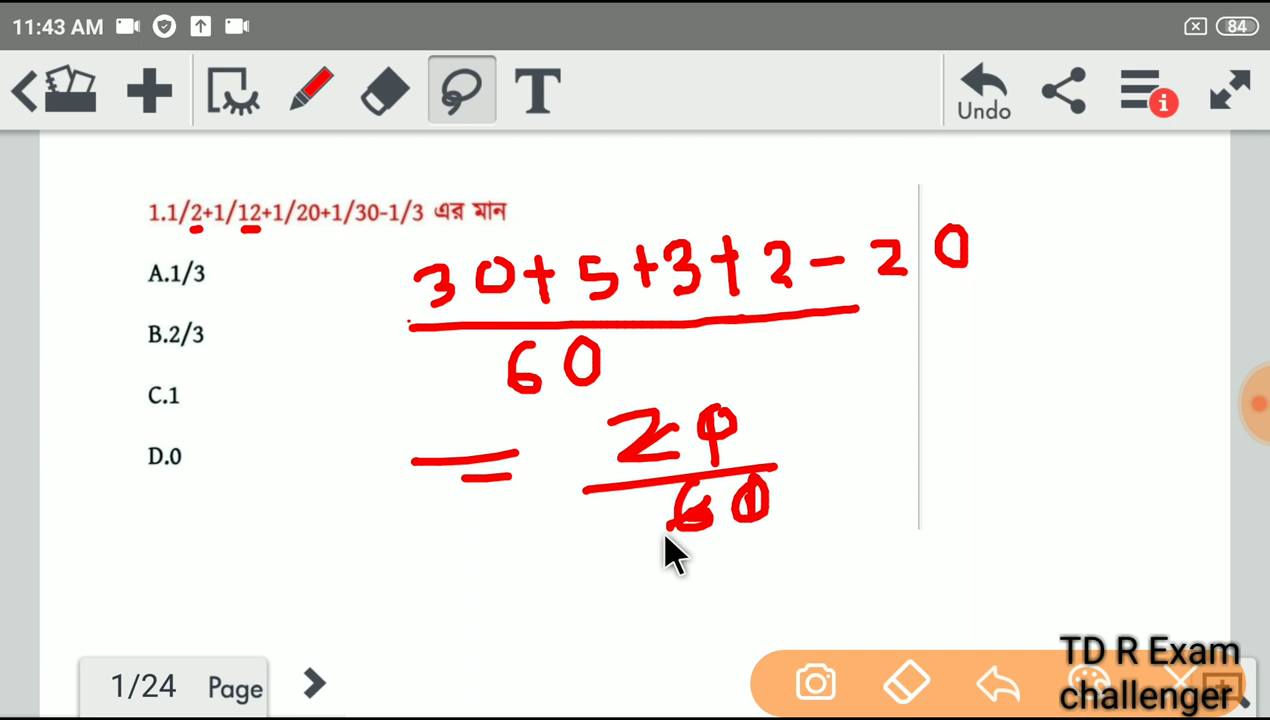 11:43 AM
84
T
Undo
1.1/2+1/12+1/20+1/30-1/3 এর মান
30+5+3+2-20
A.1/3
60
B.2/3
C.1
20
=
60
D.0
1/24 Page
TD R Exam
challenger